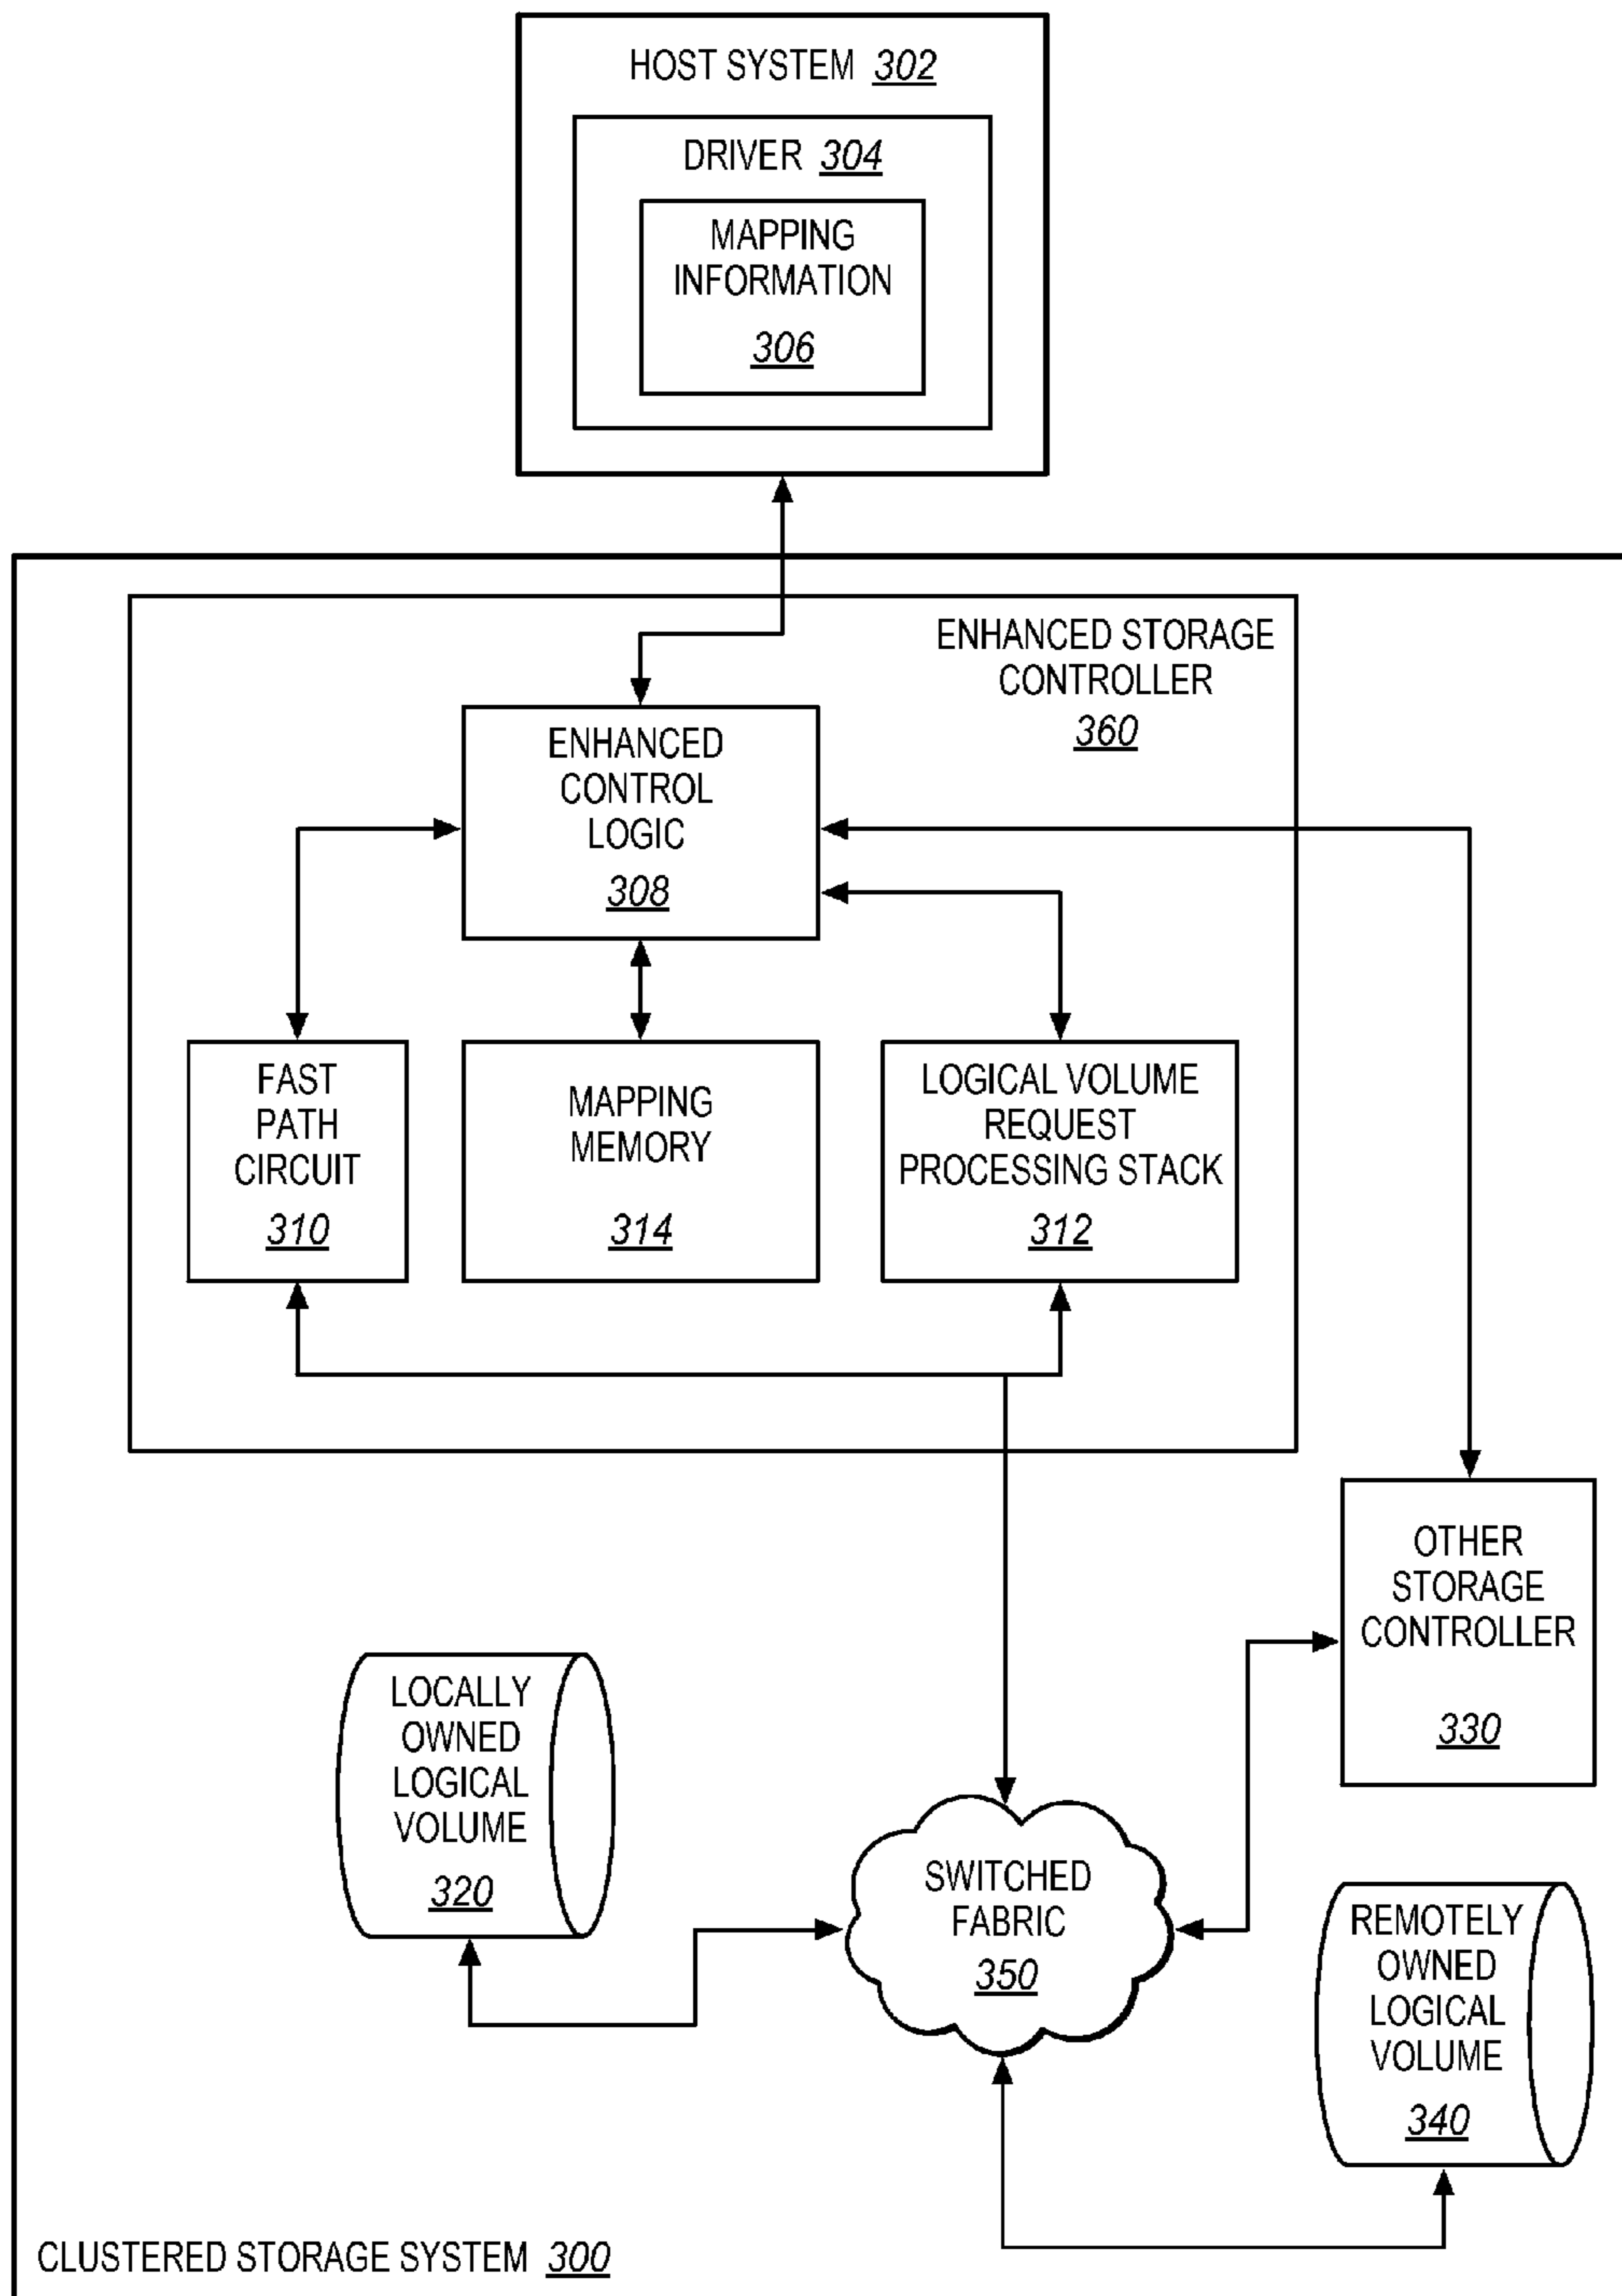 HOST SYSTEM 302
DRIVER 304
MAPPING
INFORMATION
306
ENHANCED STORAGE
CONTROLLER
360
ENHANCED
CONTROL
LOGIC
308
FAST
PATH
CIRCUIT
310
MAPPING
MEMORY
314
LOGICAL VOLUME
REQUEST
PROCESSING STACK
312
OTHER
STORAGE
CONTROLLER
330
LOCALLY
OWNED
LOGICAL
VOLUME
320
SWITCHED
FABRIC
350
REMOTELY
OWNED
LOGICAL
VOLUME
340
CLUSTERED STORAGE SYSTEM 300